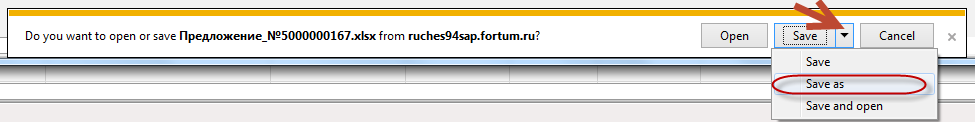 Do you want to open or save Предложение_№5000000167.xlsx from ruches94sap.fortum.ru?
Open
Save
Cancel
Save
Save as
Save and open